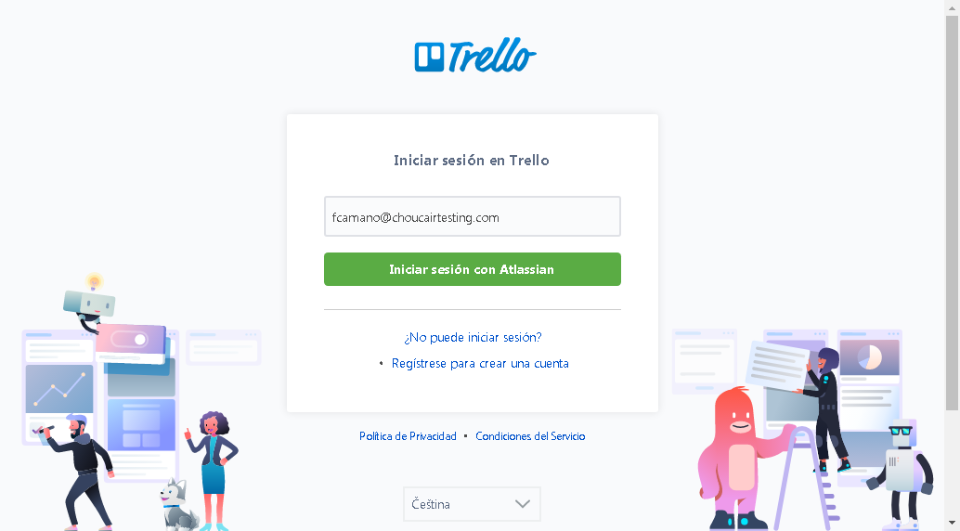 Trello
Iniciar sesión en Trello
fcamano@choucairtesting.com
Iniciar sesión con Atlassian
¿No puede iniciar sesión?
• Regístrese para crear una cuenta
Política de Privacidad • Condiciones del Servicio
Čeština